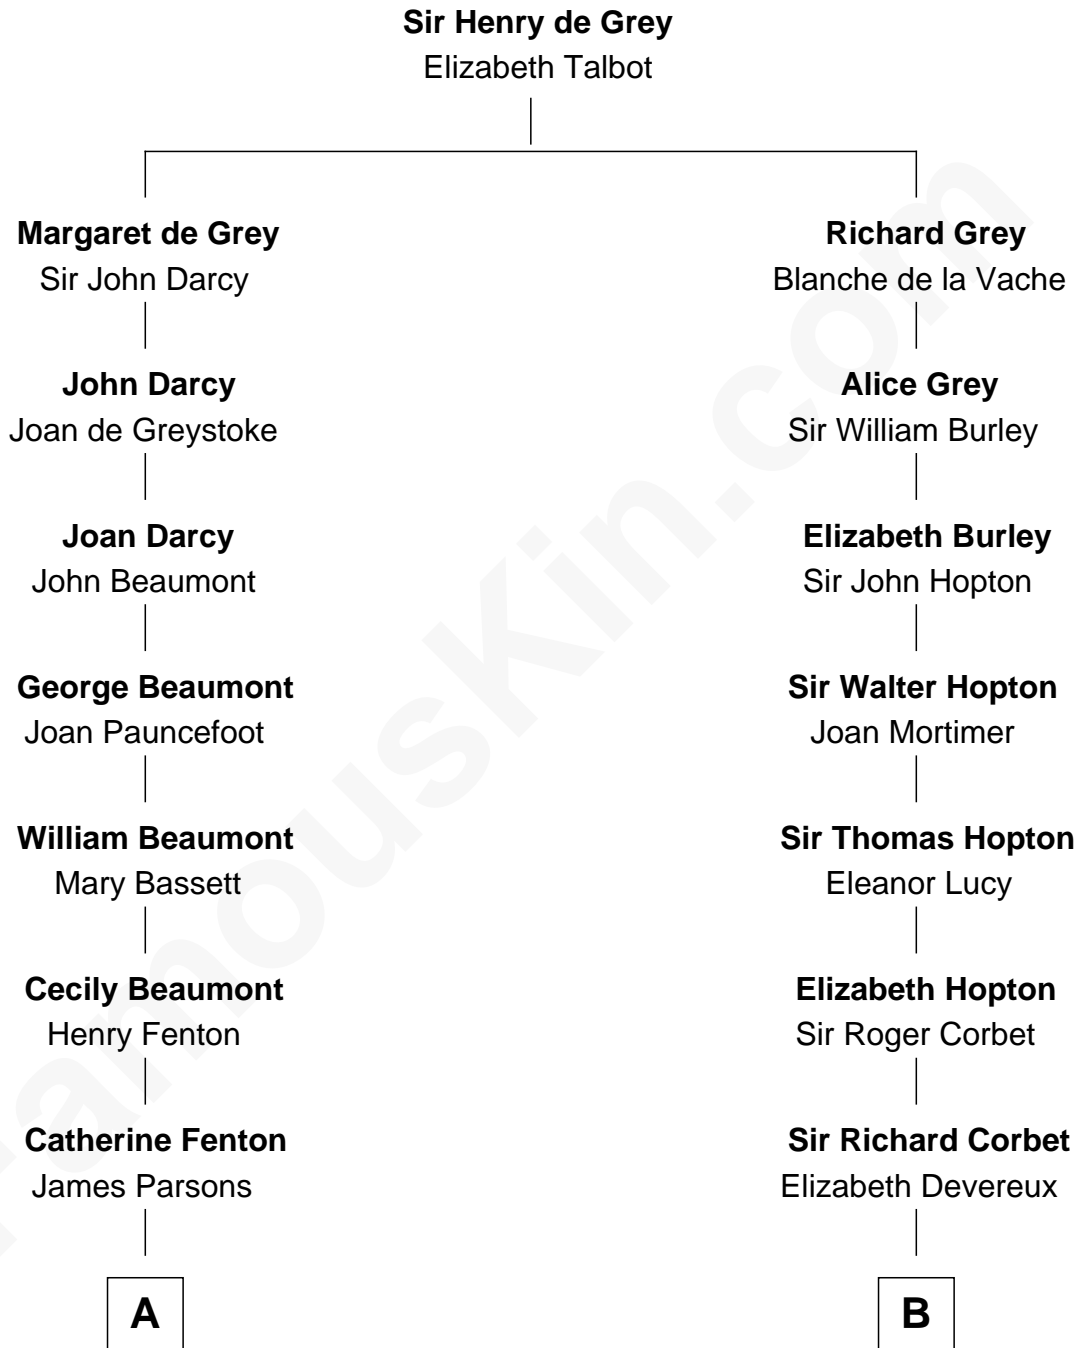 Sir Henry de Grey
Elizabeth Talbot
Margaret de Grey
Sir John Darcy
John Darcy
Joan de Greystoke
Joan Darcy
John Beaumont
George Beaumont
Joan Pauncefoot
William Beaumont
Mary Bassett
Cecily Beaumont
Henry Fenton
Catherine Fenton
James Parsons
A
Richard Grey
Blanche de la Vache
Alice Grey
Sir William Burley
Elizabeth Burley
Sir John Hopton
Sir Walter Hopton
Joan Mortimer
Sir Thomas Hopton
Eleanor Lucy
Elizabeth Hopton
Sir Roger Corbet
Sir Richard Corbet
Elizabeth Devereux
B
FamousKin.com